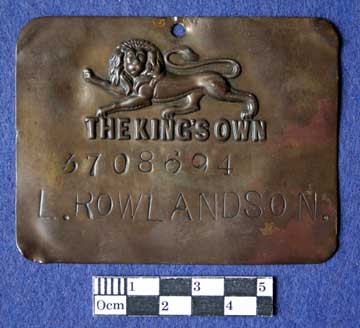 THE KING'S OWN
3708694
L. ROWLANDSON.
1 3 5
0cm 2 4